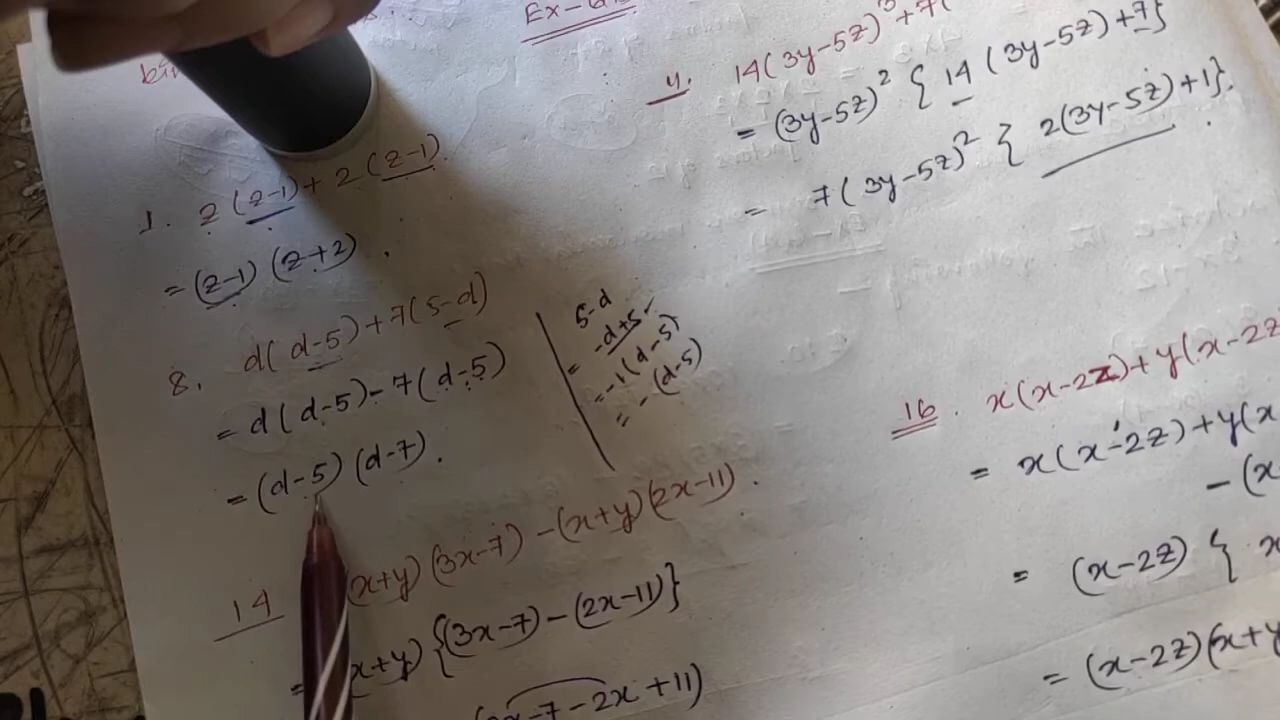 1. z(z-1)+2(z-1).
=(z-1)(z+2).
8. d(d-5)+7(5-d)
= d(d-5)-7(d-5)
=(d-5)(d-7).
5-d
= -d+5
= -1(d-5)
= -(d-5)
14 (x+y)(3x-7)-(x+y)(2x-11).
= (x+y){(3x-7)-(2x-11)}
-7-2x+11)
4. 14(3y-5z)³+7(
= (3y-5z)² {14(3y-5z)+7}
= 7(3y-5z)² {2(3y-5z)+1}.
16. x(x-2z)+y(x-2z
= x(x-2z)+y(x
-(x
= (x-2z) { x
= (x-2z)(x+y